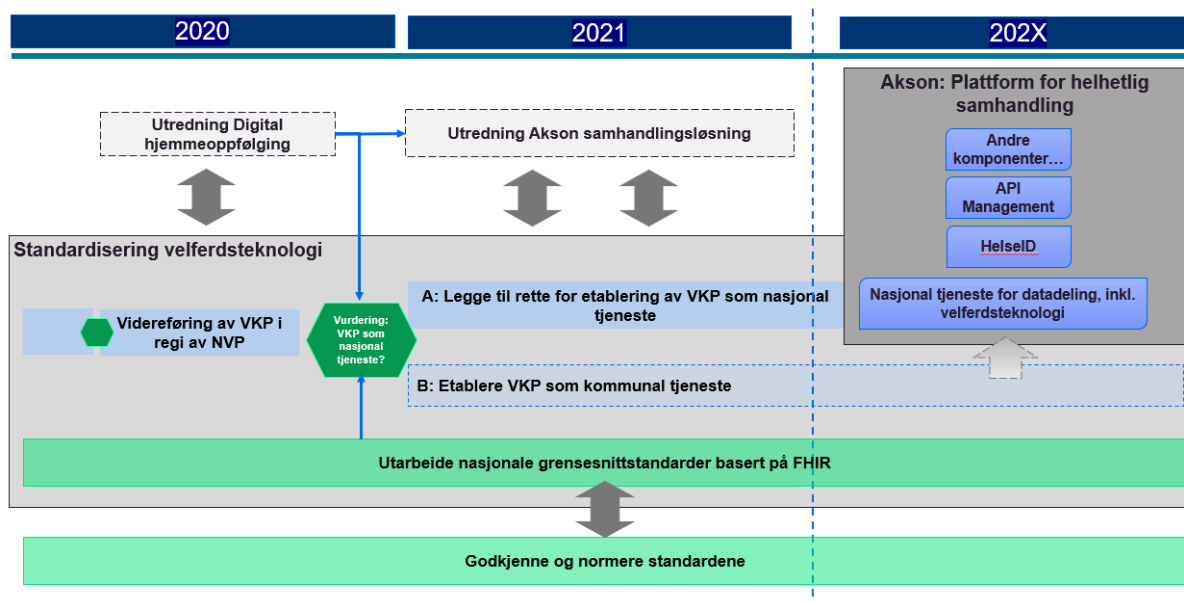 2020
2021
202X
Akson: Plattform for helhetlig
samhandling
Utredning Digital
hjemmeoppfølging
Utredning Akson samhandlingsløsning
Andre
komponenter…
API
Management
HelseID
Nasjonal tjeneste for datadeling, inkl.
velferdsteknologi
Standardisering velferdsteknologi
Videreføring av VKP i
regi av NVP
Vurdering:
VKP som
nasjonal
tjeneste?
A: Legge til rette for etablering av VKP som nasjonal
tjeneste
B: Etablere VKP som kommunal tjeneste
Utarbeide nasjonale grensesnittstandarder basert på FHIR
Godkjenne og normere standardene